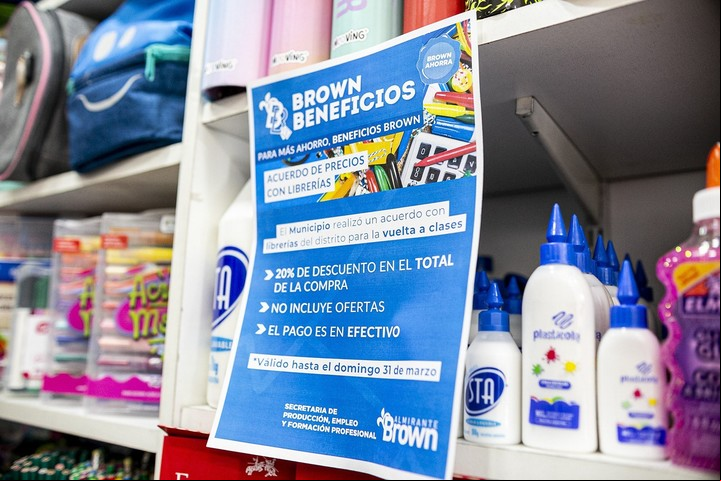 MOOVING
MOOVING
BROWN
AHORRA
BROWN
BENEFICIOS
PARA MÁS AHORRO, BENEFICIOS BROWN
ACUERDO DE PRECIOS
CON LIBRERÍAS
El Municipio realizó un acuerdo con
librerías del distrito para la vuelta a clases
20% DE DESCUENTO EN EL TOTAL
DE LA COMPRA
NO INCLUYE OFERTAS
EL PAGO ES EN EFECTIVO
*Válido hasta el domingo 31 de marzo
SECRETARIA DE
PRODUCCIÓN, EMPLEO
Y FORMACIÓN PROFESIONAL
ALMIRANTE
Brown
STA
STA
plasticola
plasticola